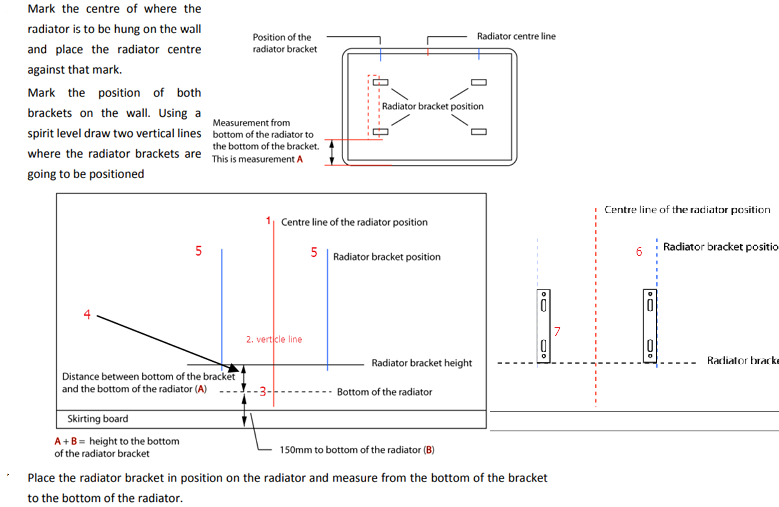 Mark the centre of where the
radiator is to be hung on the wall
and place the radiator centre
against that mark.
Mark the position of both
brackets on the wall. Using a
spirit level draw two vertical lines
where the radiator brackets are
going to be positioned
Position of the
radiator bracket
Radiator centre line
Radiator bracket position
Measurement from
bottom of the radiator to
the bottom of the bracket.
This is measurement A
1
Centre line of the radiator position
5
5
Radiator bracket position
4
2. verticle line
Radiator bracket height
Distance between bottom of the bracket
and the bottom of the radiator (A)
3
Bottom of the radiator
Skirting board
A + B = height to the bottom
of the radiator bracket
150mm to bottom of the radiator (B)
Centre line of the radiator position
6
Radiator bracket positio
7
Radiator bracke
Place the radiator bracket in position on the radiator and measure from the bottom of the bracket
to the bottom of the radiator.